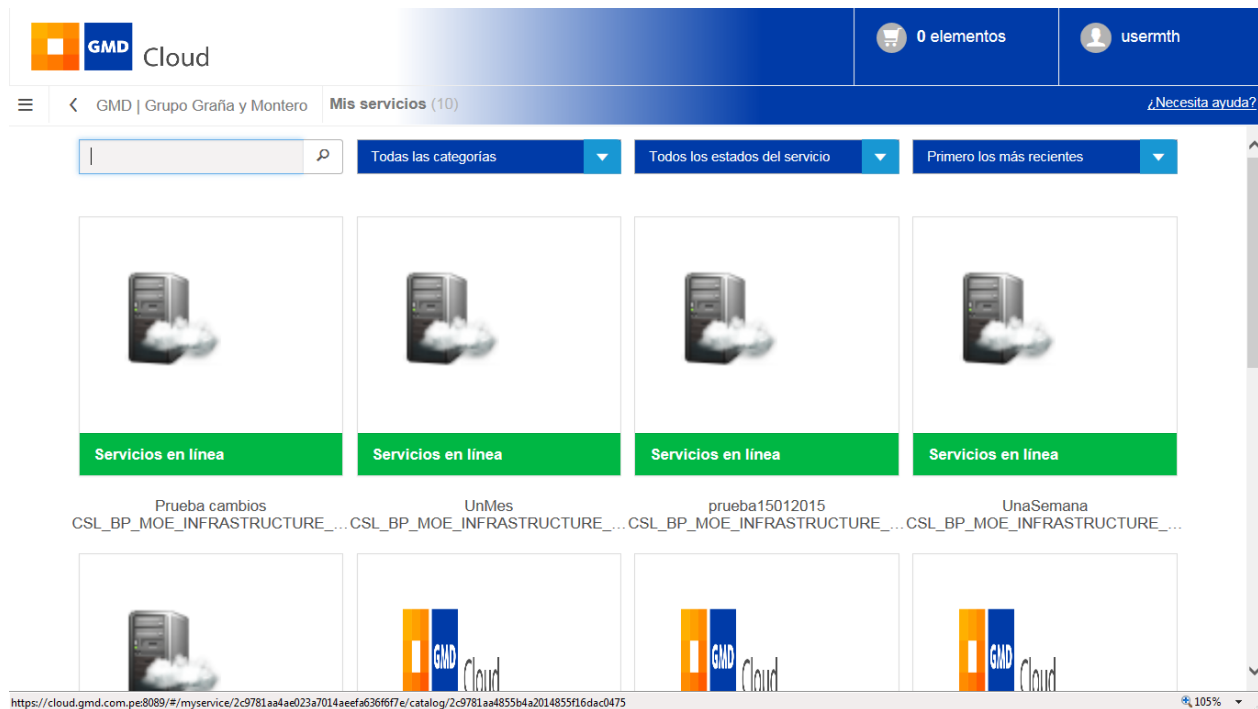 GMD Cloud
0 elementos
usermth
GMD | Grupo Graña y Montero
Mis servicios (10)
¿Necesita ayuda?
Todas las categorías
Todos los estados del servicio
Primero los más recientes
Servicios en línea
Servicios en línea
Servicios en línea
Servicios en línea
Prueba cambios
CSL_BP_MOE_INFRASTRUCTURE_...
UnMes
CSL_BP_MOE_INFRASTRUCTURE_...
prueba15012015
CSL_BP_MOE_INFRASTRUCTURE_...
UnaSemana
CSL_BP_MOE_INFRASTRUCTURE_...
GMD Cloud
GMD Cloud
GMD Cloud
https://cloud.gmd.com.pe:8089/#/myservice/2c9781aa4ae023a7014aeefa636f6f7e/catalog/2c9781aa4855b4a2014855f16dac0475
105%